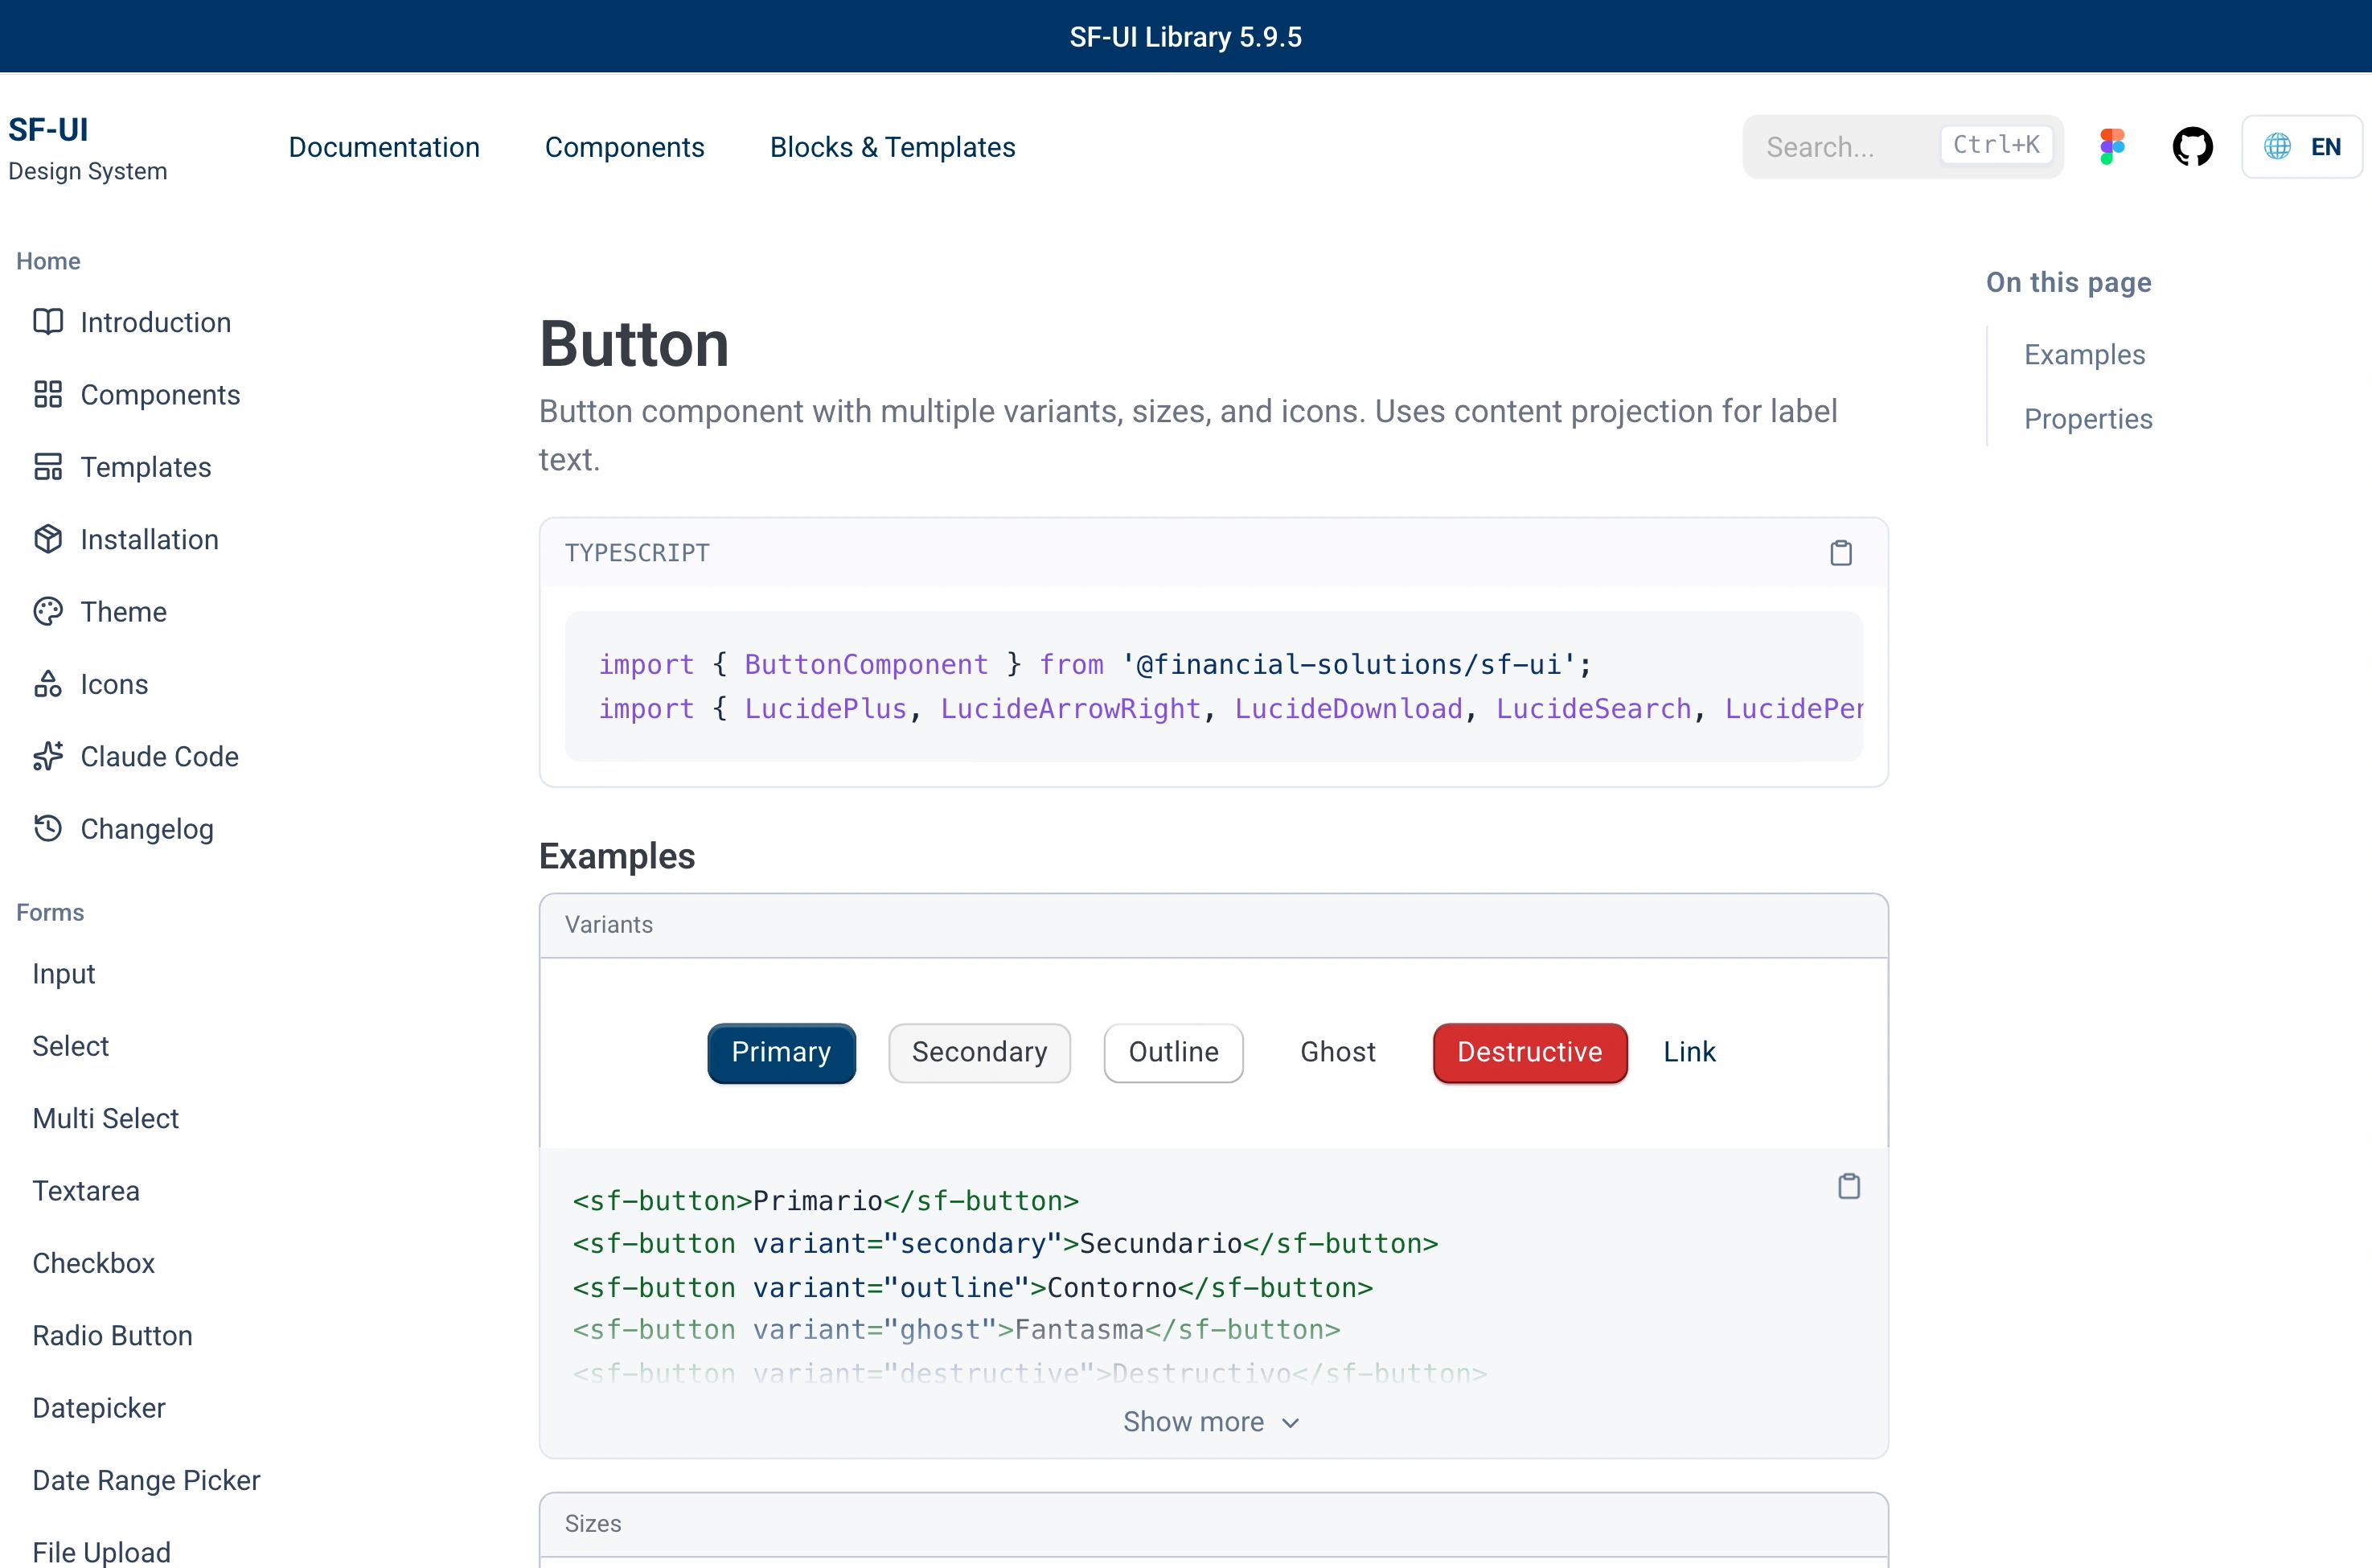 SF-UI Library 5.9.5
SF-UI
Design System
Documentation
Components
Blocks & Templates
Search...
Ctrl+K
EN
Home
Introduction
Components
Templates
Installation
Theme
Icons
Claude Code
Changelog
Forms
Input
Select
Multi Select
Textarea
Checkbox
Radio Button
Datepicker
Date Range Picker
File Upload
Button
Button component with multiple variants, sizes, and icons. Uses content projection for label
text.
TYPESCRIPT
import { ButtonComponent } from '@financial-solutions/sf-ui';
import { LucidePlus, LucideArrowRight, LucideDownload, LucideSearch,
Examples
Variants
Primary
Secondary
Outline
Ghost
Destructive
Link
<sf-button>Primario</sf-button>
<sf-button variant="secondary">Secundario</sf-button>
<sf-button variant="outline">Contorno</sf-button>
<sf-button variant="ghost">Fantasma</sf-button>
<sf-button variant="destructive">Destructivo</sf-button>
Show more
Sizes
On this page
Examples
Properties